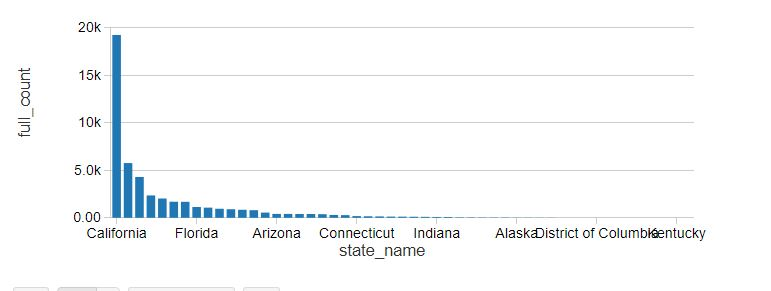 20k
15k
10k
5.0k
0.00
full_count
California Florida Arizona Connecticut Indiana Alaska District of Columbia Kentucky
state_name